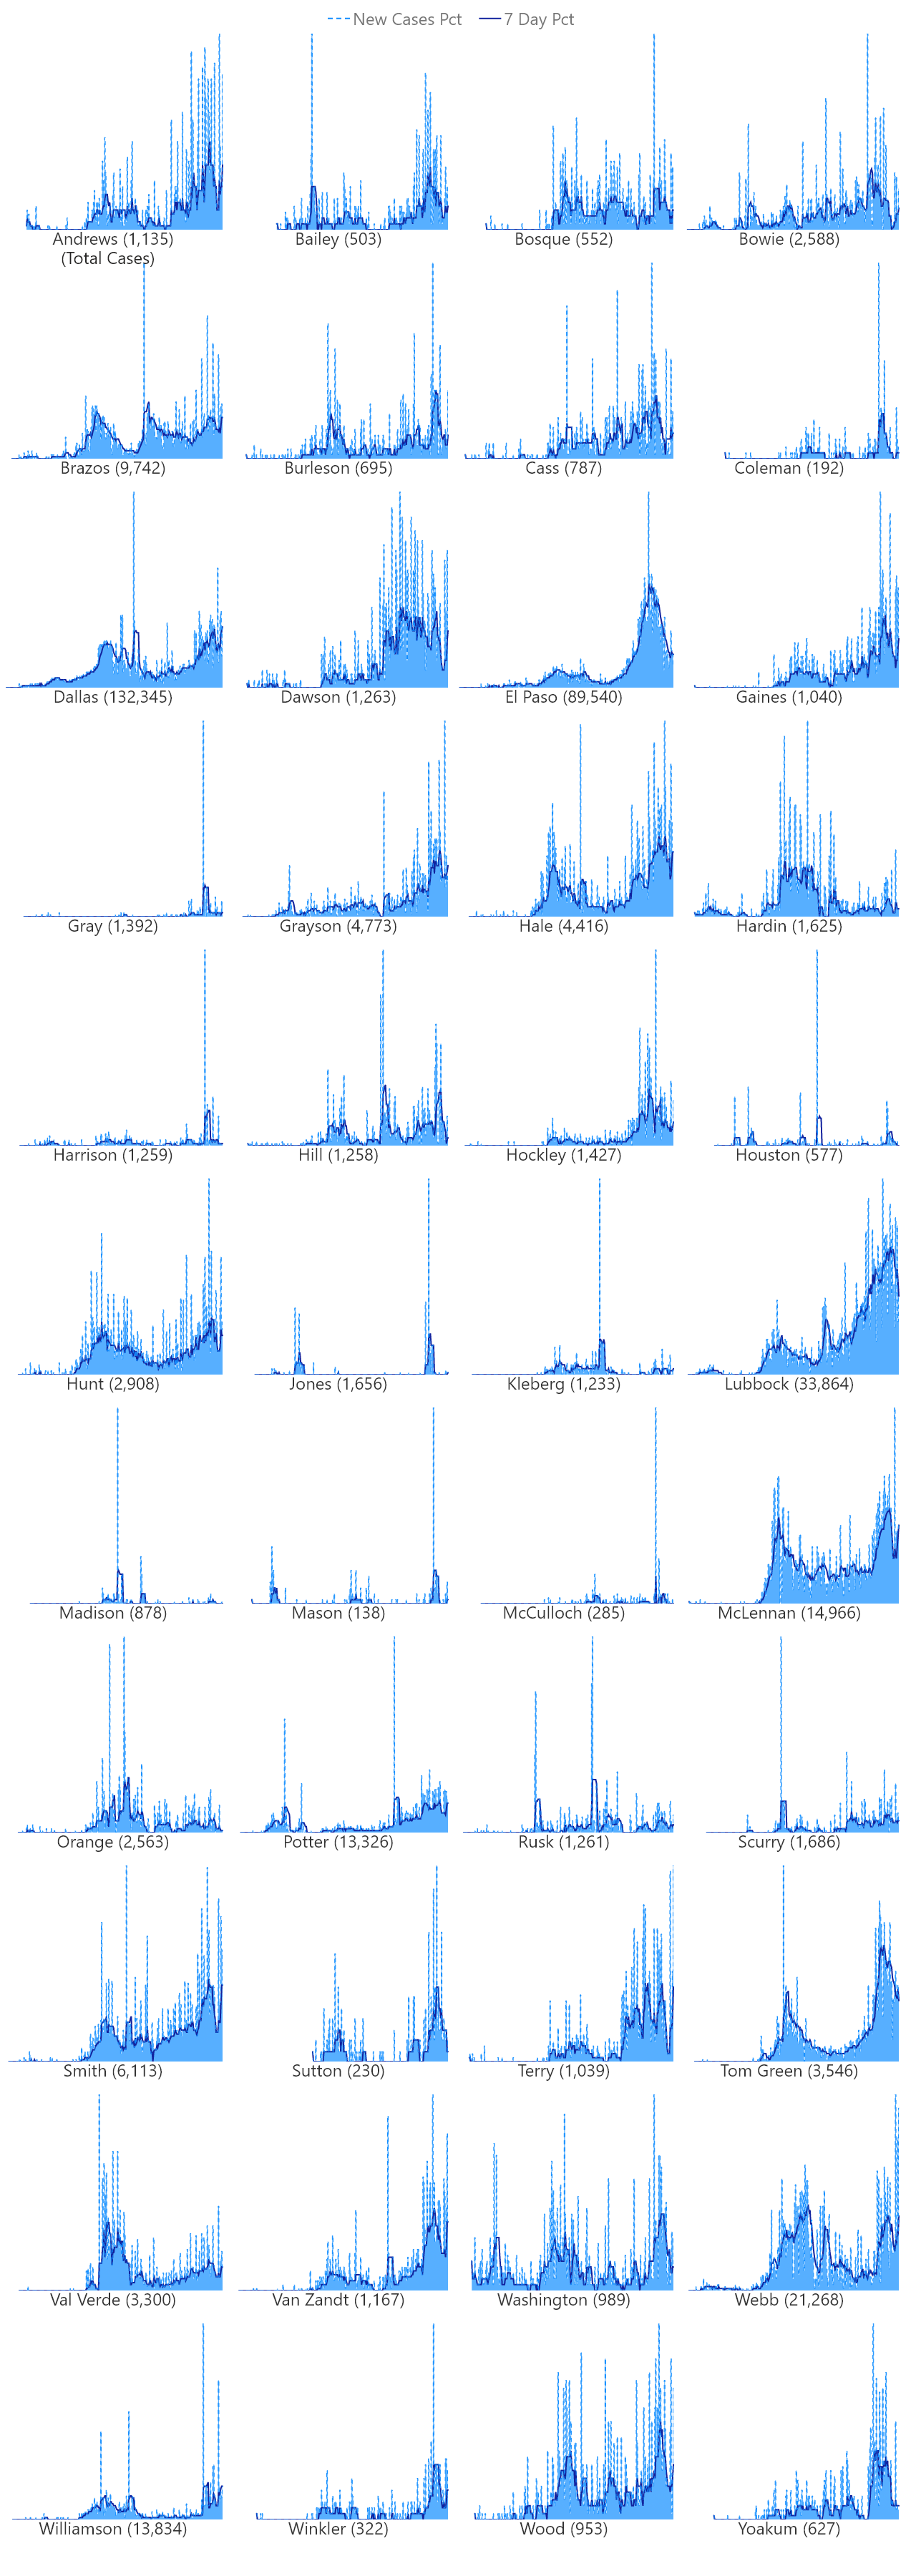 New Cases Pct 7 Day Pct
Andrews (1,135) Bailey (503) Bosque (552) Bowie (2,588)
(Total Cases)
Brazos (9,742) Burleson (695) Cass (787) Coleman (192)
Dallas (132,345) Dawson (1,263) El Paso (89,540) Gaines (1,040)
Gray (1,392) Grayson (4,773) Hale (4,416) Hardin (1,625)
Harrison (1,259) Hill (1,258) Hockley (1,427) Houston (577)
Hunt (2,908) Jones (1,656) Kleberg (1,233) Lubbock (33,864)
Madison (878) Mason (138) McCulloch (285) McLennan (14,966)
Orange (2,563) Potter (13,326) Rusk (1,261) Scurry (1,686)
Smith (6,113) Sutton (230) Terry (1,039) Tom Green (3,546)
Val Verde (3,300) Van Zandt (1,167) Washington (989) Webb (21,268)
Williamson (13,834) Winkler (322) Wood (953) Yoakum (627)